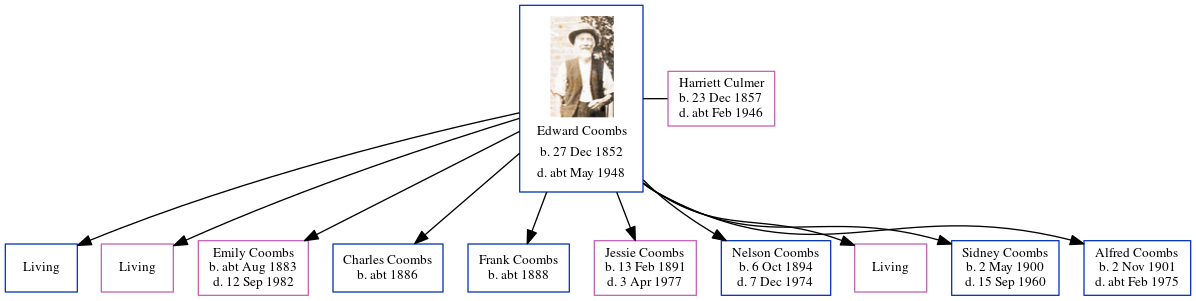 Edward Coombs
b. 27 Dec 1852
d. abt May 1948
Harriett Culmer
b. 23 Dec 1857
d. abt Feb 1946
Living
Living
Emily Coombs
b. abt Aug 1883
d. 12 Sep 1982
Charles Coombs
b. abt 1886
Frank Coombs
b. abt 1888
Jessie Coombs
b. 13 Feb 1891
d. 3 Apr 1977
Nelson Coombs
b. 6 Oct 1894
d. 7 Dec 1974
Living
Sidney Coombs
b. 2 May 1900
d. 15 Sep 1960
Alfred Coombs
b. 2 Nov 1901
d. abt Feb 1975